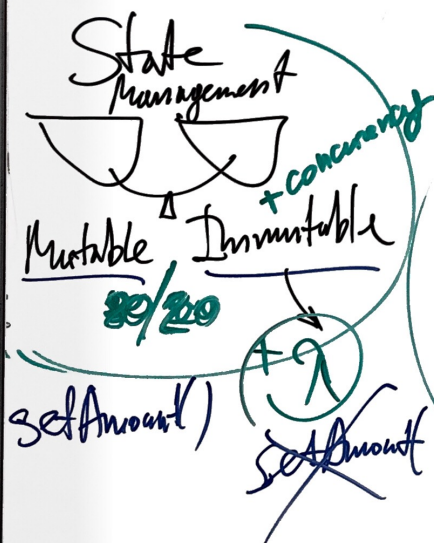 State
Management
+ concurrency
Mutable Immutable
+ λ
setAmount()
setAmount